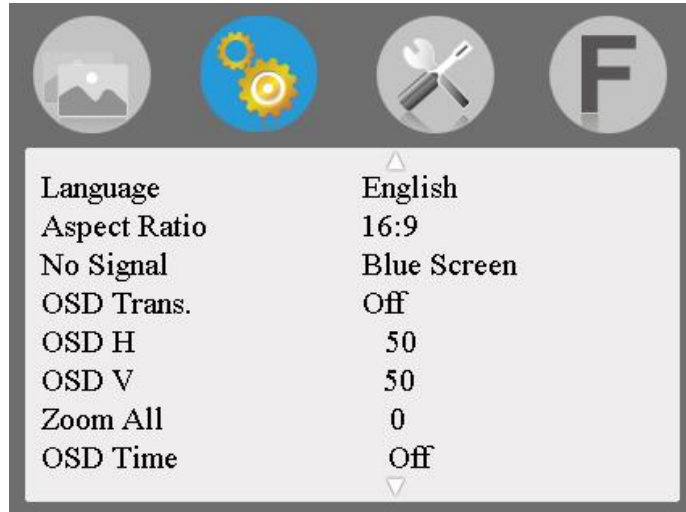 F
Language English
Aspect Ratio 16:9
No Signal Blue Screen
OSD Trans. Off
OSD H 50
OSD V 50
Zoom All 0
OSD Time Off